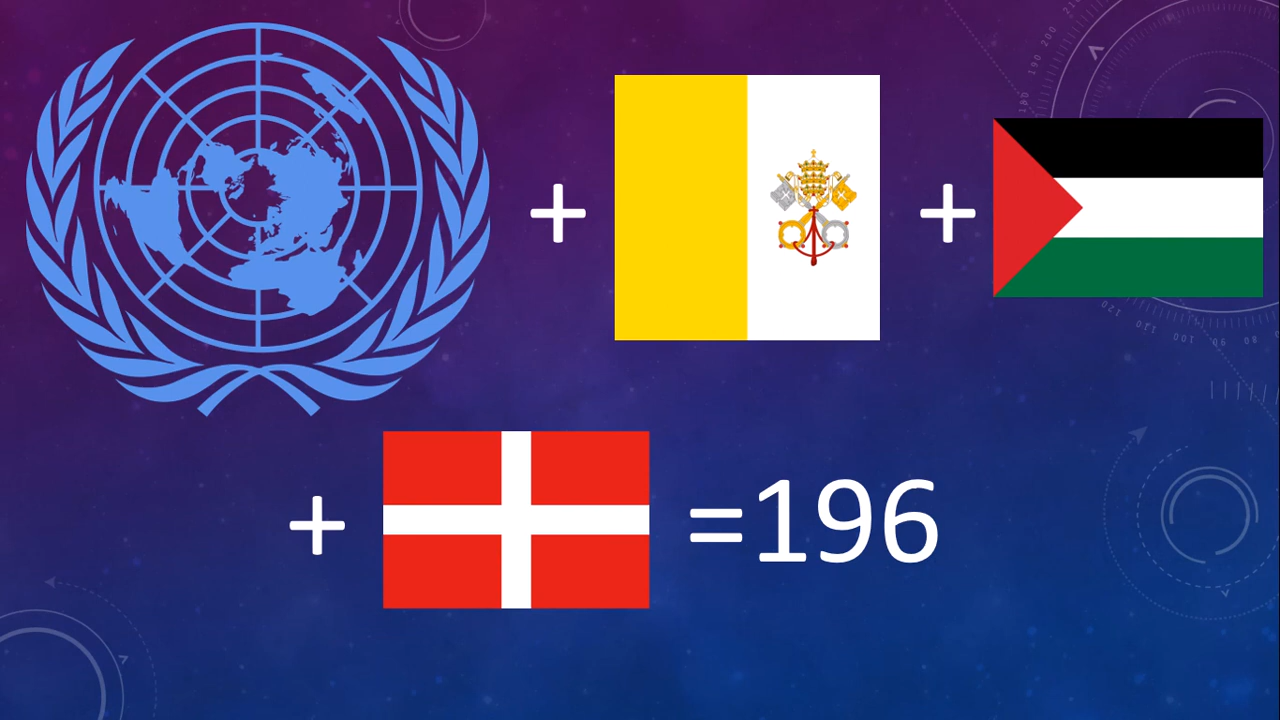 +
+
+
=196